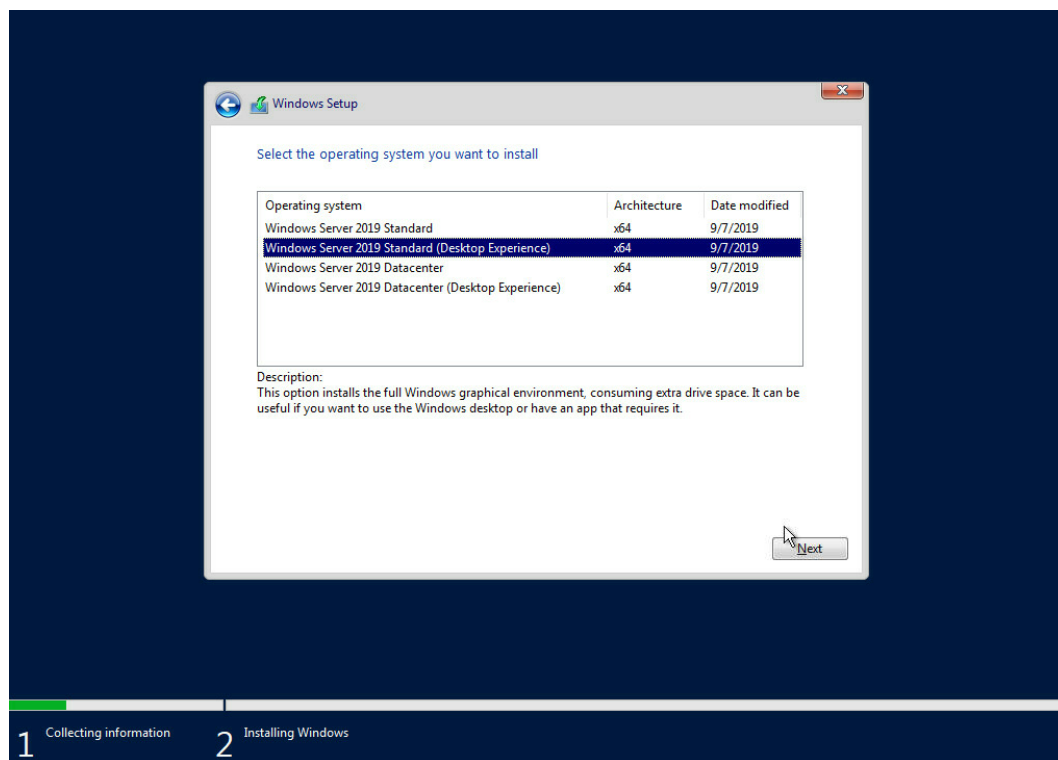 Windows Setup
Select the operating system you want to install
Operating system Architecture Date modified
Windows Server 2019 Standard x64 9/7/2019
Windows Server 2019 Standard (Desktop Experience) x64 9/7/2019
Windows Server 2019 Datacenter x64 9/7/2019
Windows Server 2019 Datacenter (Desktop Experience) x64 9/7/2019
Description:
This option installs the full Windows graphical environment, consuming extra drive space. It can be
useful if you want to use the Windows desktop or have an app that requires it.
Next
1 Collecting information 2 Installing Windows